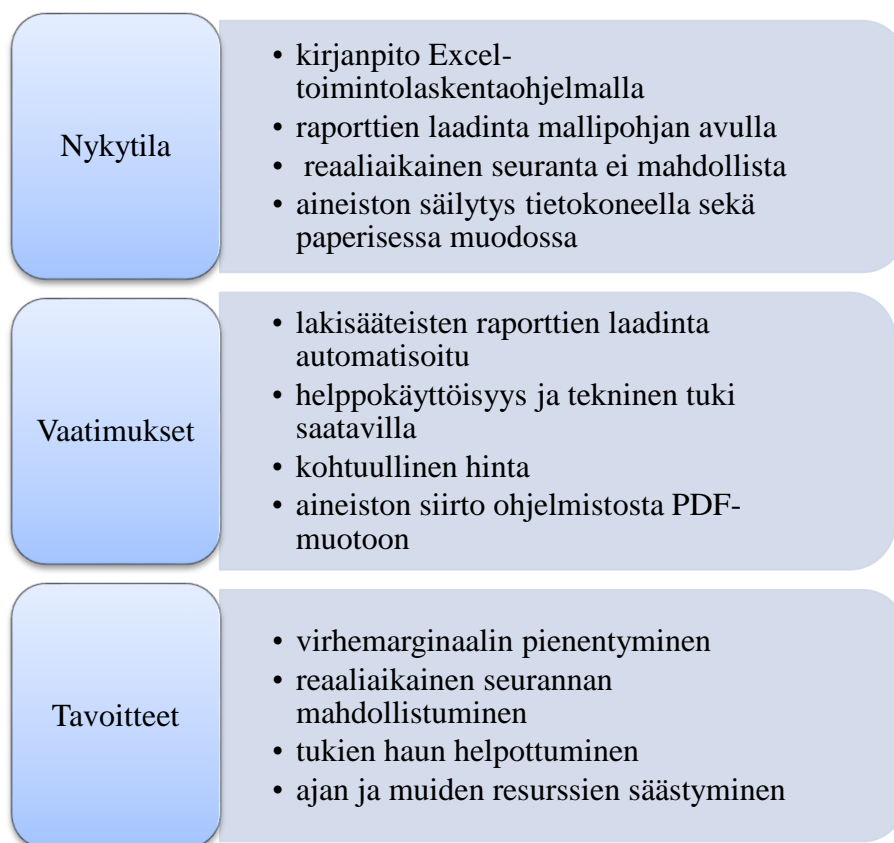 Nykytila
• kirjanpito Excel-
toimintolaskentaohjelmalla
• raporttien laadinta mallipohjan avulla
• reaaliaikainen seuranta ei mahdollista
• aineiston säilytys tietokoneella sekä
paperisessa muodossa
Vaatimukset
• lakisääteisten raporttien laadinta
automatisoitu
• helppokäyttöisyys ja tekninen tuki
saatavilla
• kohtuullinen hinta
• aineiston siirto ohjelmistosta PDF-
muotoon
Tavoitteet
• virhemarginaalin pienentyminen
• reaaliaikainen seurannan
mahdollistuminen
• tukien haun helpottuminen
• ajan ja muiden resurssien säästyminen